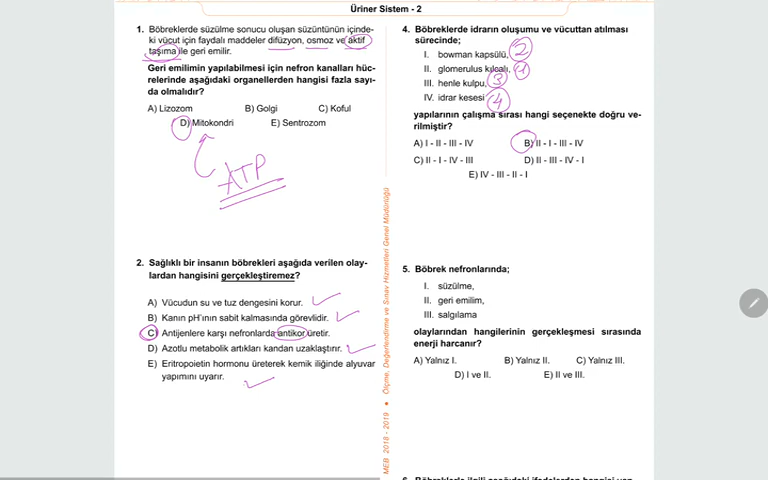 Üriner Sistem - 2
1. Böbreklerde süzülme sonucu oluşan süzüntünün içinde-
ki vücut için faydalı maddeler difüzyon, osmoz ve aktif
taşıma ile geri emilir.
Geri emilimin yapılabilmesi için nefron kanalları hüc-
relerinde aşağıdaki organellerden hangisi fazla sayı-
da olmalıdır?
A) Lizozom B) Golgi C) Koful
D) Mitokondri E) Sentrozom
ATP
2. Sağlıklı bir insanın böbrekleri aşağıda verilen olay-
lardan hangisini gerçekleştiremez?
A) Vücudun su ve tuz dengesini korur.
B) Kanın pH'ının sabit kalmasında görevlidir.
C) Antijenlere karşı nefronlarda antikor üretir.
D) Azotlu metabolik artıkları kandan uzaklaştırır.
E) Eritropoietin hormonu üreterek kemik iliğinde alyuvar
yapımını uyarır.
MEB 2018 - 2019 ● Ölçme, Değerlendirme ve Sınav Hizmetleri Genel Müdürlüğü
4. Böbreklerde idrarın oluşumu ve vücuttan atılması
sürecinde;
I. bowman kapsülü, 2
II. glomerulus kılcalı, 1
III. henle kulpu, 3
IV. idrar kesesi 4
yapılarının çalışma sırası hangi seçenekte doğru ve-
rilmiştir?
A) I - II - III - IV B) II - I - III - IV
C) II - I - IV - III D) II - III - IV - I
E) IV - III - II - I
5. Böbrek nefronlarında;
I. süzülme,
II. geri emilim,
III. salgılama
olaylarından hangilerinin gerçekleşmesi sırasında
enerji harcanır?
A) Yalnız I. B) Yalnız II. C) Yalnız III.
D) I ve II. E) II ve III.